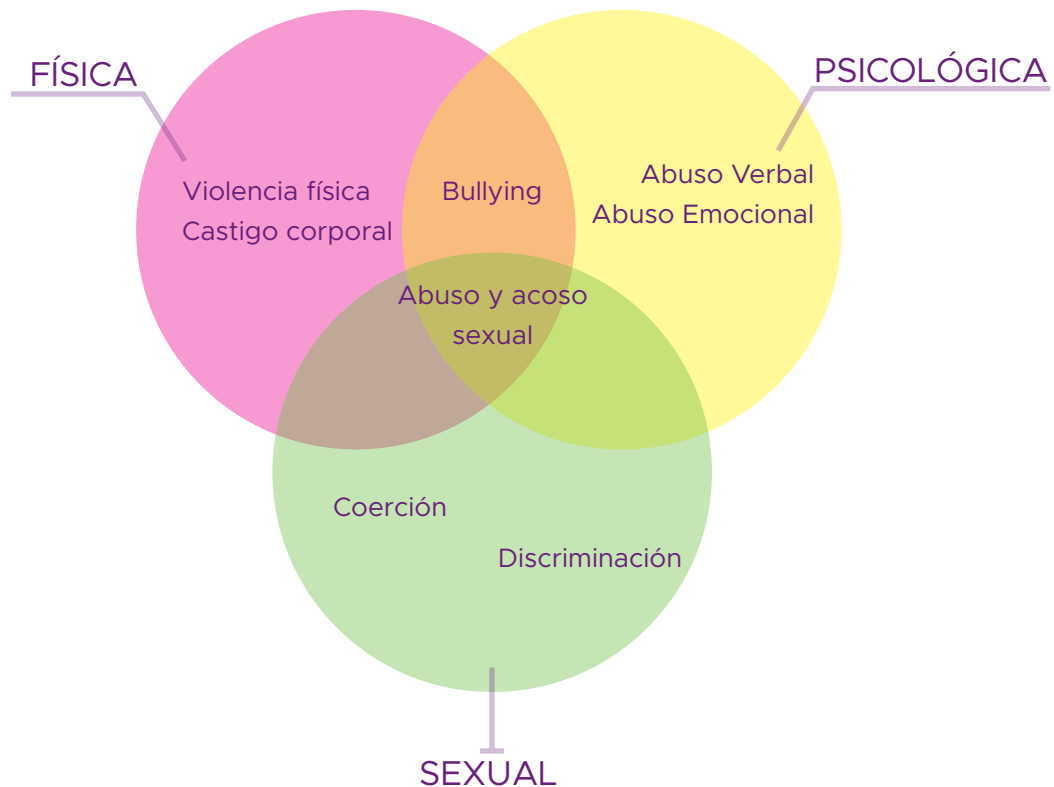 FÍSICA
PSICOLÓGICA
Violencia física
Castigo corporal
Bullying
Abuso Verbal
Abuso Emocional
Abuso y acoso
sexual
Coerción
Discriminación
SEXUAL